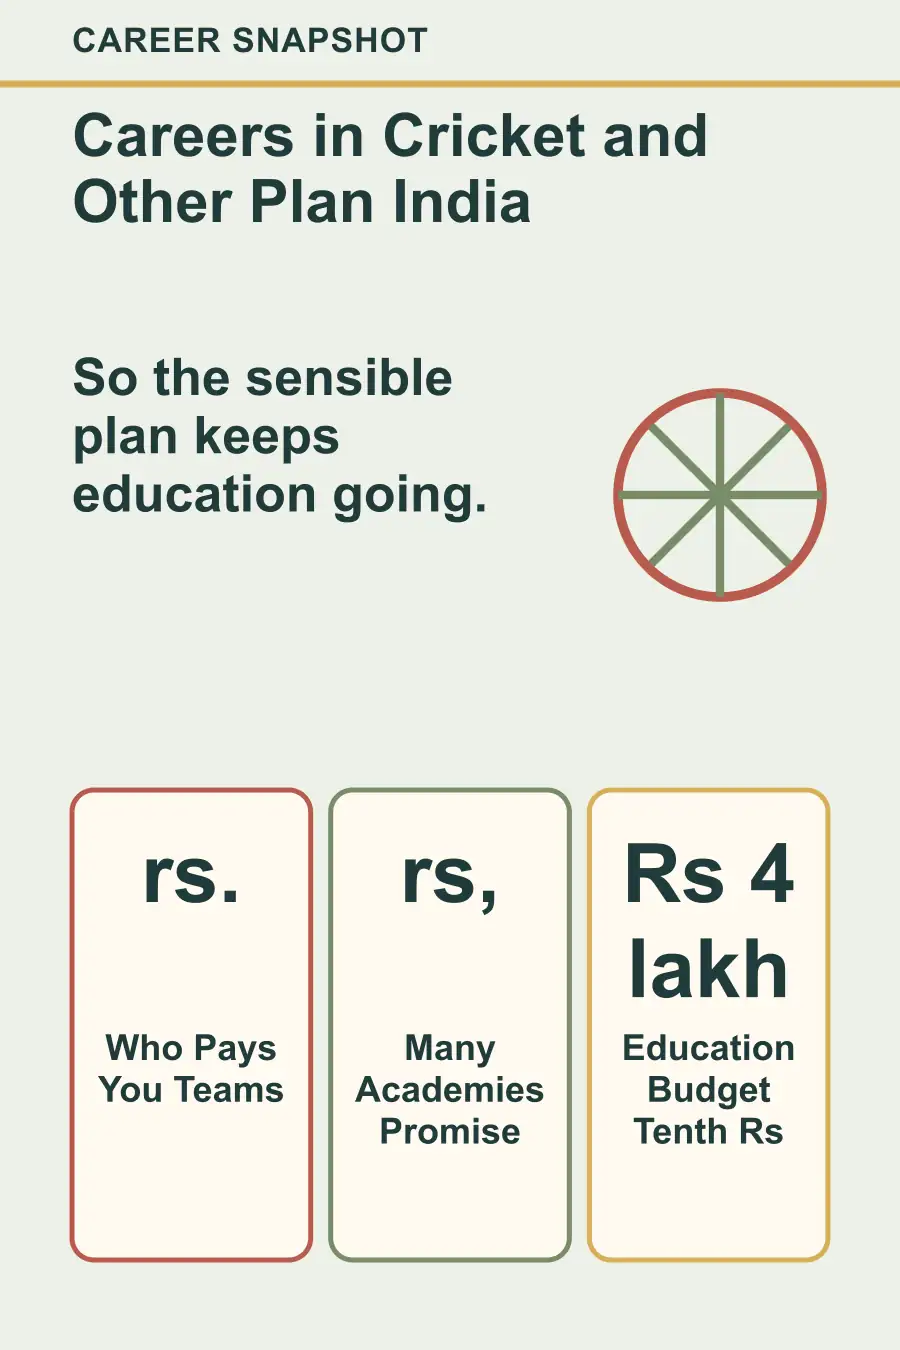 CAREER SNAPSHOT
Careers in Cricket and
Other Plan India
So the sensible
plan keeps
education going.
rs.
Who Pays
You Teams
rs,
Many
Academies
Promise
Rs 4
lakh
Education
Budget
Tenth Rs